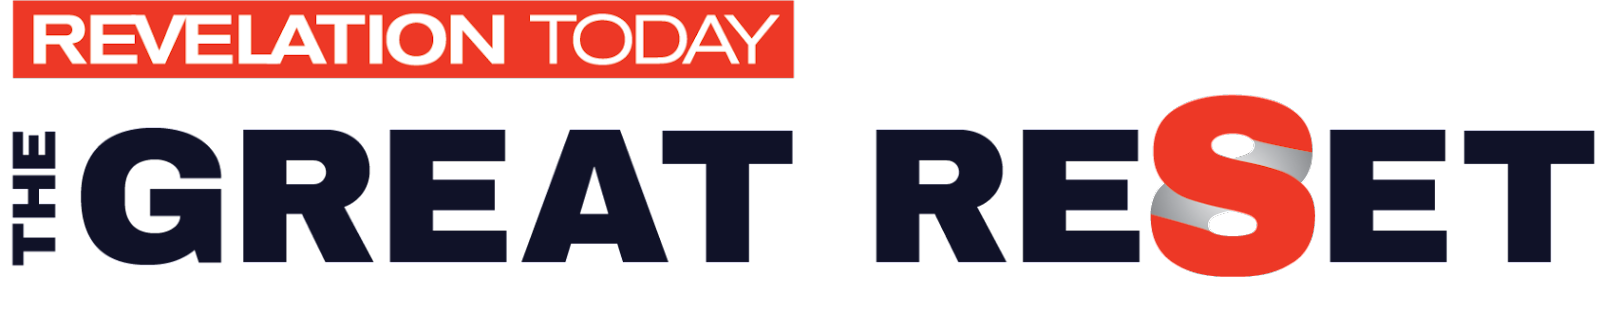 REVELATION TODAY
THE GREAT RESET